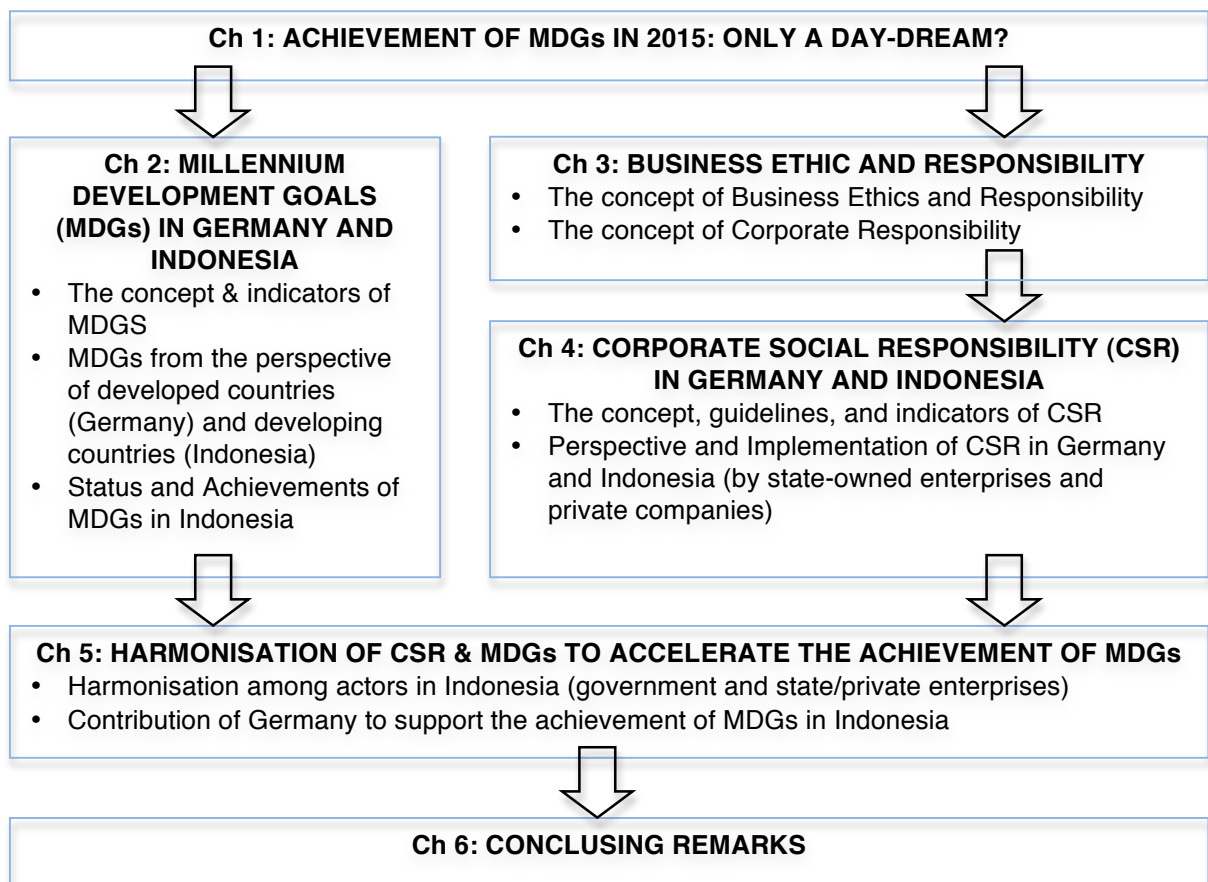 Ch 1: ACHIEVEMENT OF MDGs IN 2015: ONLY A DAY-DREAM?
Ch 2: MILLENNIUM
DEVELOPMENT GOALS
(MDGs) IN GERMANY AND
INDONESIA
• The concept & indicators of
MDGS
• MDGs from the perspective
of developed countries
(Germany) and developing
countries (Indonesia)
• Status and Achievements of
MDGs in Indonesia
Ch 3: BUSINESS ETHIC AND RESPONSIBILITY
• The concept of Business Ethics and Responsibility
• The concept of Corporate Responsibility
Ch 4: CORPORATE SOCIAL RESPONSIBILITY (CSR)
IN GERMANY AND INDONESIA
• The concept, guidelines, and indicators of CSR
• Perspective and Implementation of CSR in Germany
and Indonesia (by state-owned enterprises and
private companies)
Ch 5: HARMONISATION OF CSR & MDGs TO ACCELERATE THE ACHIEVEMENT OF MDGs
• Harmonisation among actors in Indonesia (government and state/private enterprises)
• Contribution of Germany to support the achievement of MDGs in Indonesia
Ch 6: CONCLUSING REMARKS